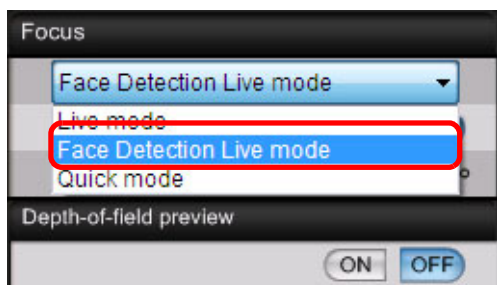 Focus
Face Detection Live mode
Live mode
Face Detection Live mode
Quick mode
Depth-of-field preview
ON OFF